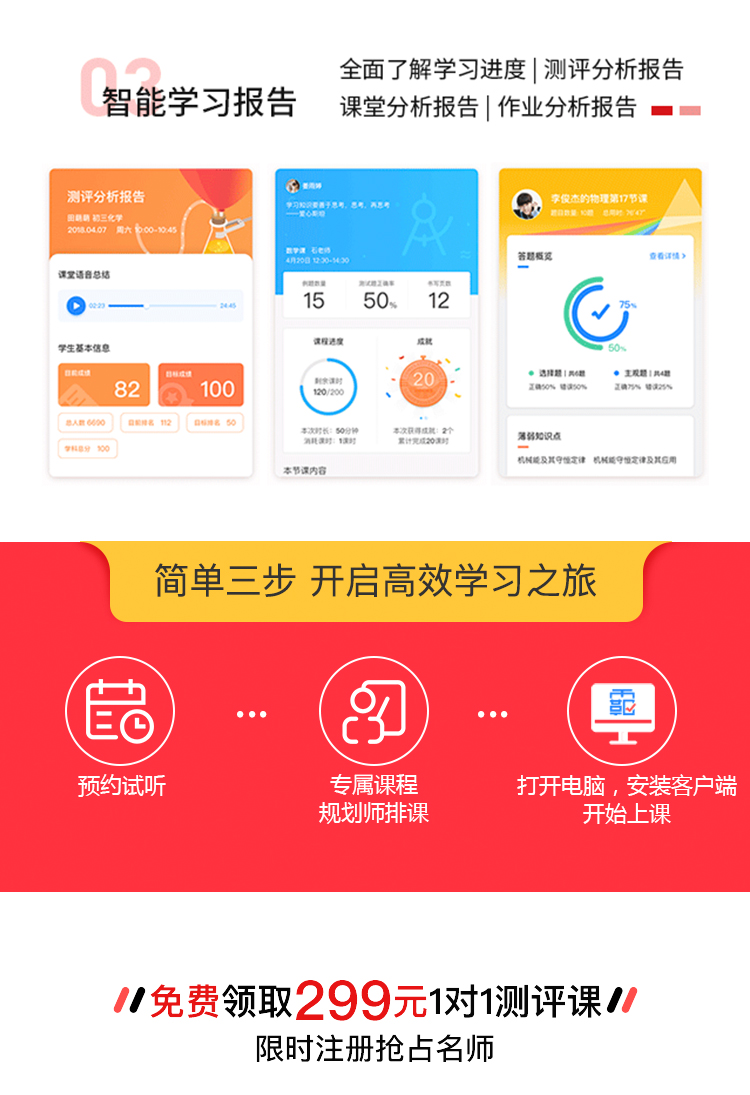 03
智能学习报告
全面了解学习进度 | 测评分析报告
课堂分析报告 | 作业分析报告
测评分析报告
田萌萌 初三化学
2018.04.07 周六 10:00-10:45
课堂语音总结
02:23
24:45
学生基本信息
目前成绩
82
目标成绩
100
总人数 6690
目前排名 112
目标排名 50
学科总分 100
学习知识要善于思考、思考、再思考
——爱因斯坦
数学课 石老师
4月20日 12:30-14:30
例题数量
15
测试题正确率
50%
书写页数
12
课程进度
剩余课时
120/200
本次时长：50分钟
消耗课时：1课时
成就
20
本次获得成就：2个
累计完成20课时
本节课内容
李俊杰的物理第17节课
题目数量: 10题 总用时: 76'47"
答题概览
查看详情 >
75%
50%
选择题 | 共6题
正确50% 错误50%
主观题 | 共4题
正确75% 错误25%
薄弱知识点
机械能及其守恒定律 机械能守恒定律及其应用
简单三步 开启高效学习之旅
预约试听
专属课程
规划师排课
打开电脑，安装客户端
开始上课
免费领取299元1对1测评课
限时注册抢占名师